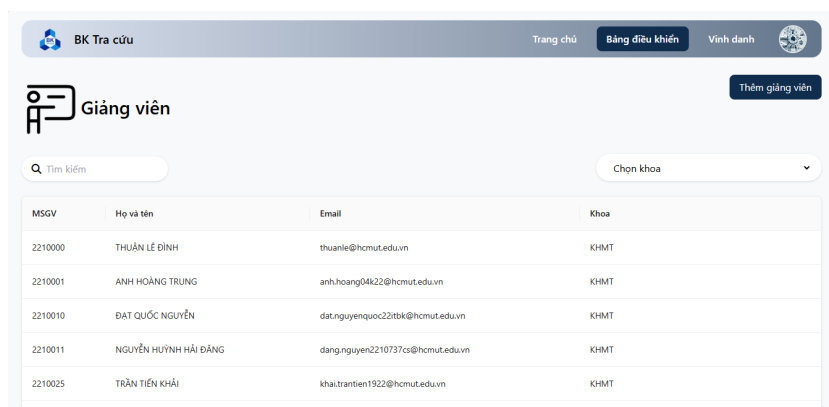 BK Tra cứu Trang chủ Bảng điều khiển Vinh danh
Thêm giảng viên
Giảng viên
Tìm kiếm Chọn khoa
MSGV Họ và tên Email Khoa
2210000 THUẬN LÊ ĐÌNH thuanle@hcmut.edu.vn KHMT
2210001 ANH HOÀNG TRUNG anh.hoang04k22@hcmut.edu.vn KHMT
2210010 ĐẠT QUỐC NGUYỄN dat.nguyenquoc22itbk@hcmut.edu.vn KHMT
2210011 NGUYỄN HUỲNH HẢI ĐĂNG dang.nguyen2210737cs@hcmut.edu.vn KHMT
2210025 TRẦN TIẾN KHẢI khai.trantien1922@hcmut.edu.vn KHMT